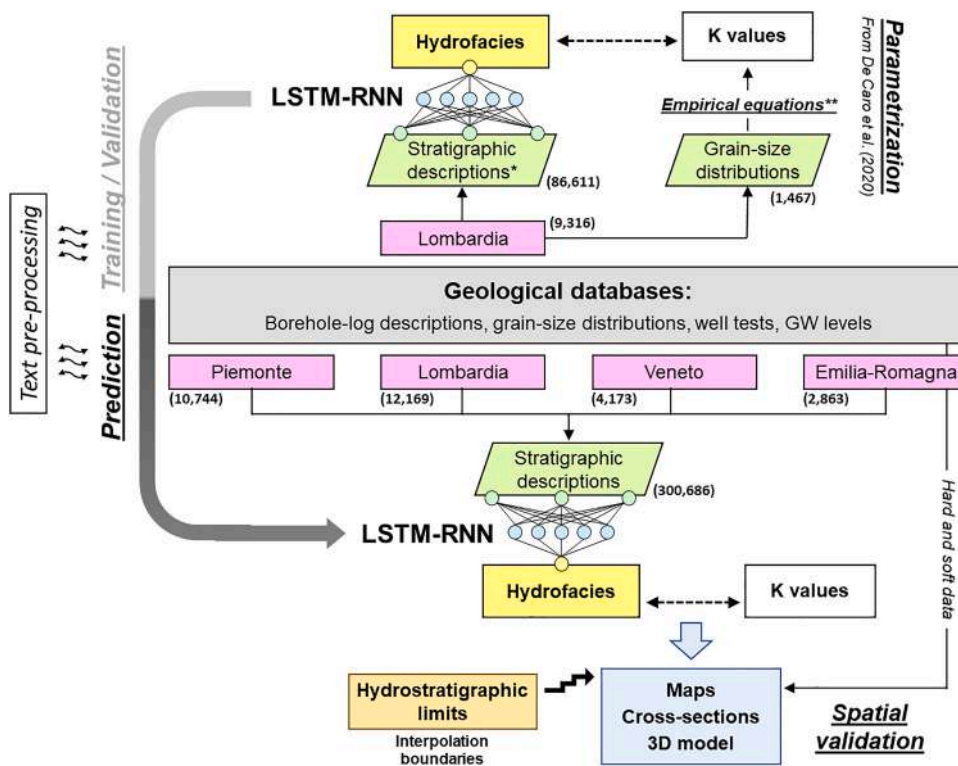 Hydrofacies
K values
Parametrization
From De Caro et al. (2020)
LSTM-RNN
Empirical equations**
Stratigraphic
descriptions*
(86,611)
Grain-size
distributions
(1,467)
Lombardia
(9,316)
Text pre-processing
Training / Validation
Prediction
Geological databases:
Borehole-log descriptions, grain-size distributions, well tests, GW levels
Piemonte
(10,744)
Lombardia
(12,169)
Veneto
(4,173)
Emilia-Romagna
(2,863)
Stratigraphic
descriptions
(300,686)
LSTM-RNN
Hydrofacies
K values
Hard and soft data
Hydrostratigraphic
limits
Interpolation
boundaries
Maps
Cross-sections
3D model
Spatial
validation